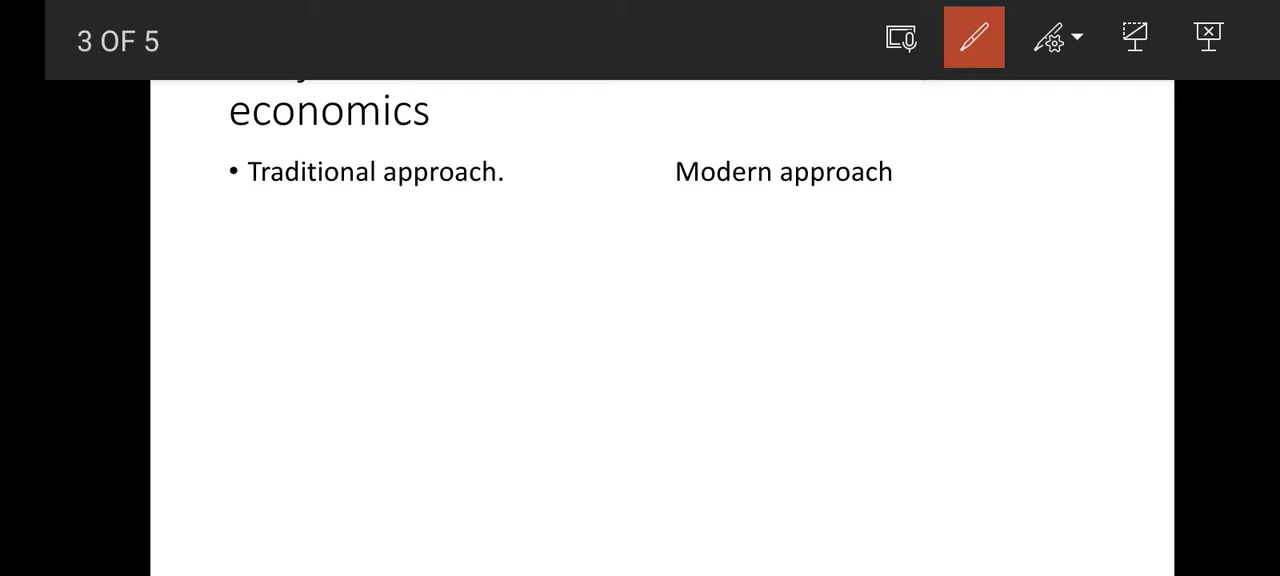 3 OF 5
economics
• Traditional approach. Modern approach